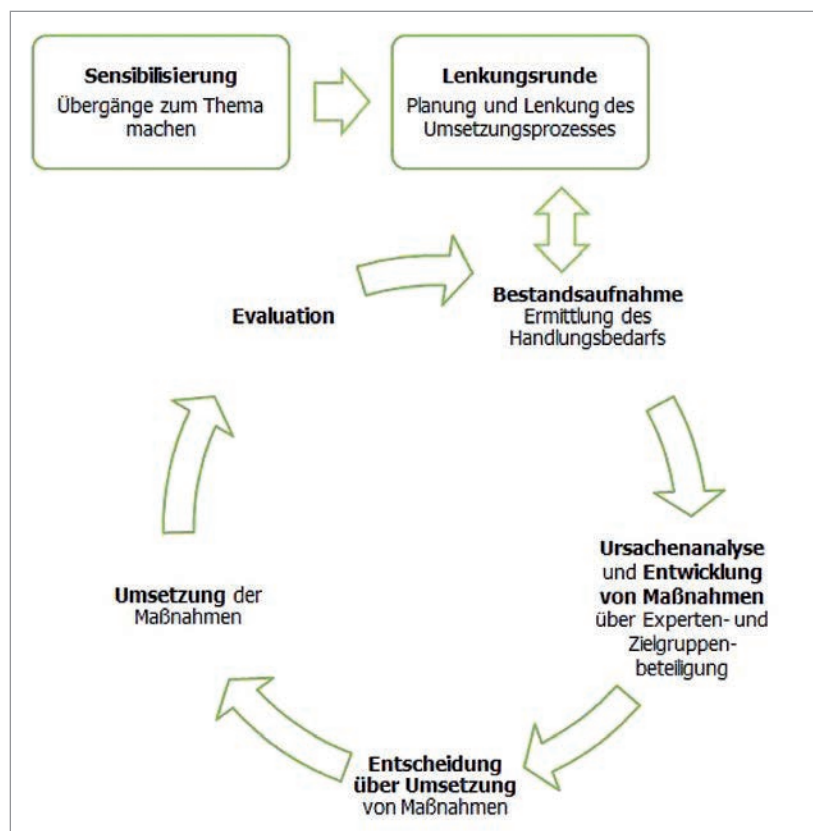 Sensibilisierung
Übergänge zum Thema
machen
Lenkungsrunde
Planung und Lenkung des
Umsetzungsprozesses
Bestandsaufnahme
Ermittlung des
Handlungsbedarfs
Ursachenanalyse
und Entwicklung
von Maßnahmen
über Experten- und
Zielgruppen-
beteiligung
Entscheidung
über Umsetzung
von Maßnahmen
Umsetzung der
Maßnahmen
Evaluation